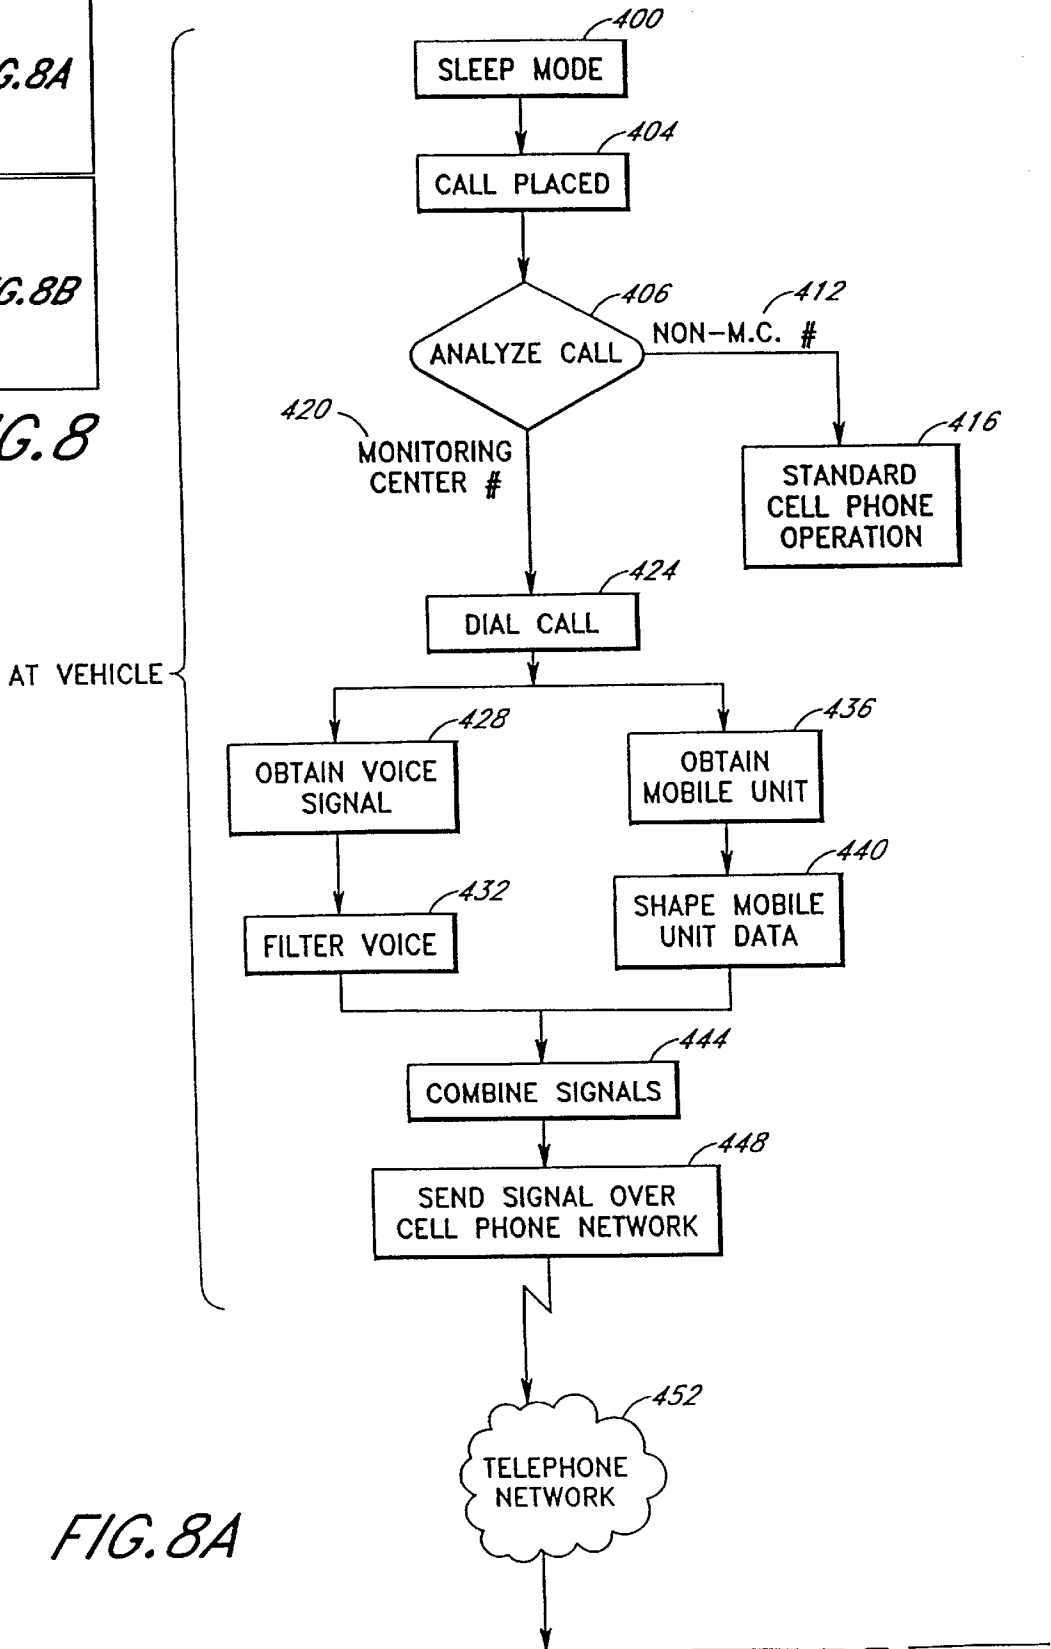 400
SLEEP MODE
G.8A
404
CALL PLACED
G.8B
406
412
NON-M.C. #
ANALYZE CALL
420
MONITORING
CENTER #
416
STANDARD
CELL PHONE
OPERATION
G.8
424
DIAL CALL
AT VEHICLE
428
OBTAIN VOICE
SIGNAL
436
OBTAIN
MOBILE UNIT
432
FILTER VOICE
440
SHAPE MOBILE
UNIT DATA
444
COMBINE SIGNALS
448
SEND SIGNAL OVER
CELL PHONE NETWORK
452
TELEPHONE
NETWORK
FIG.8A